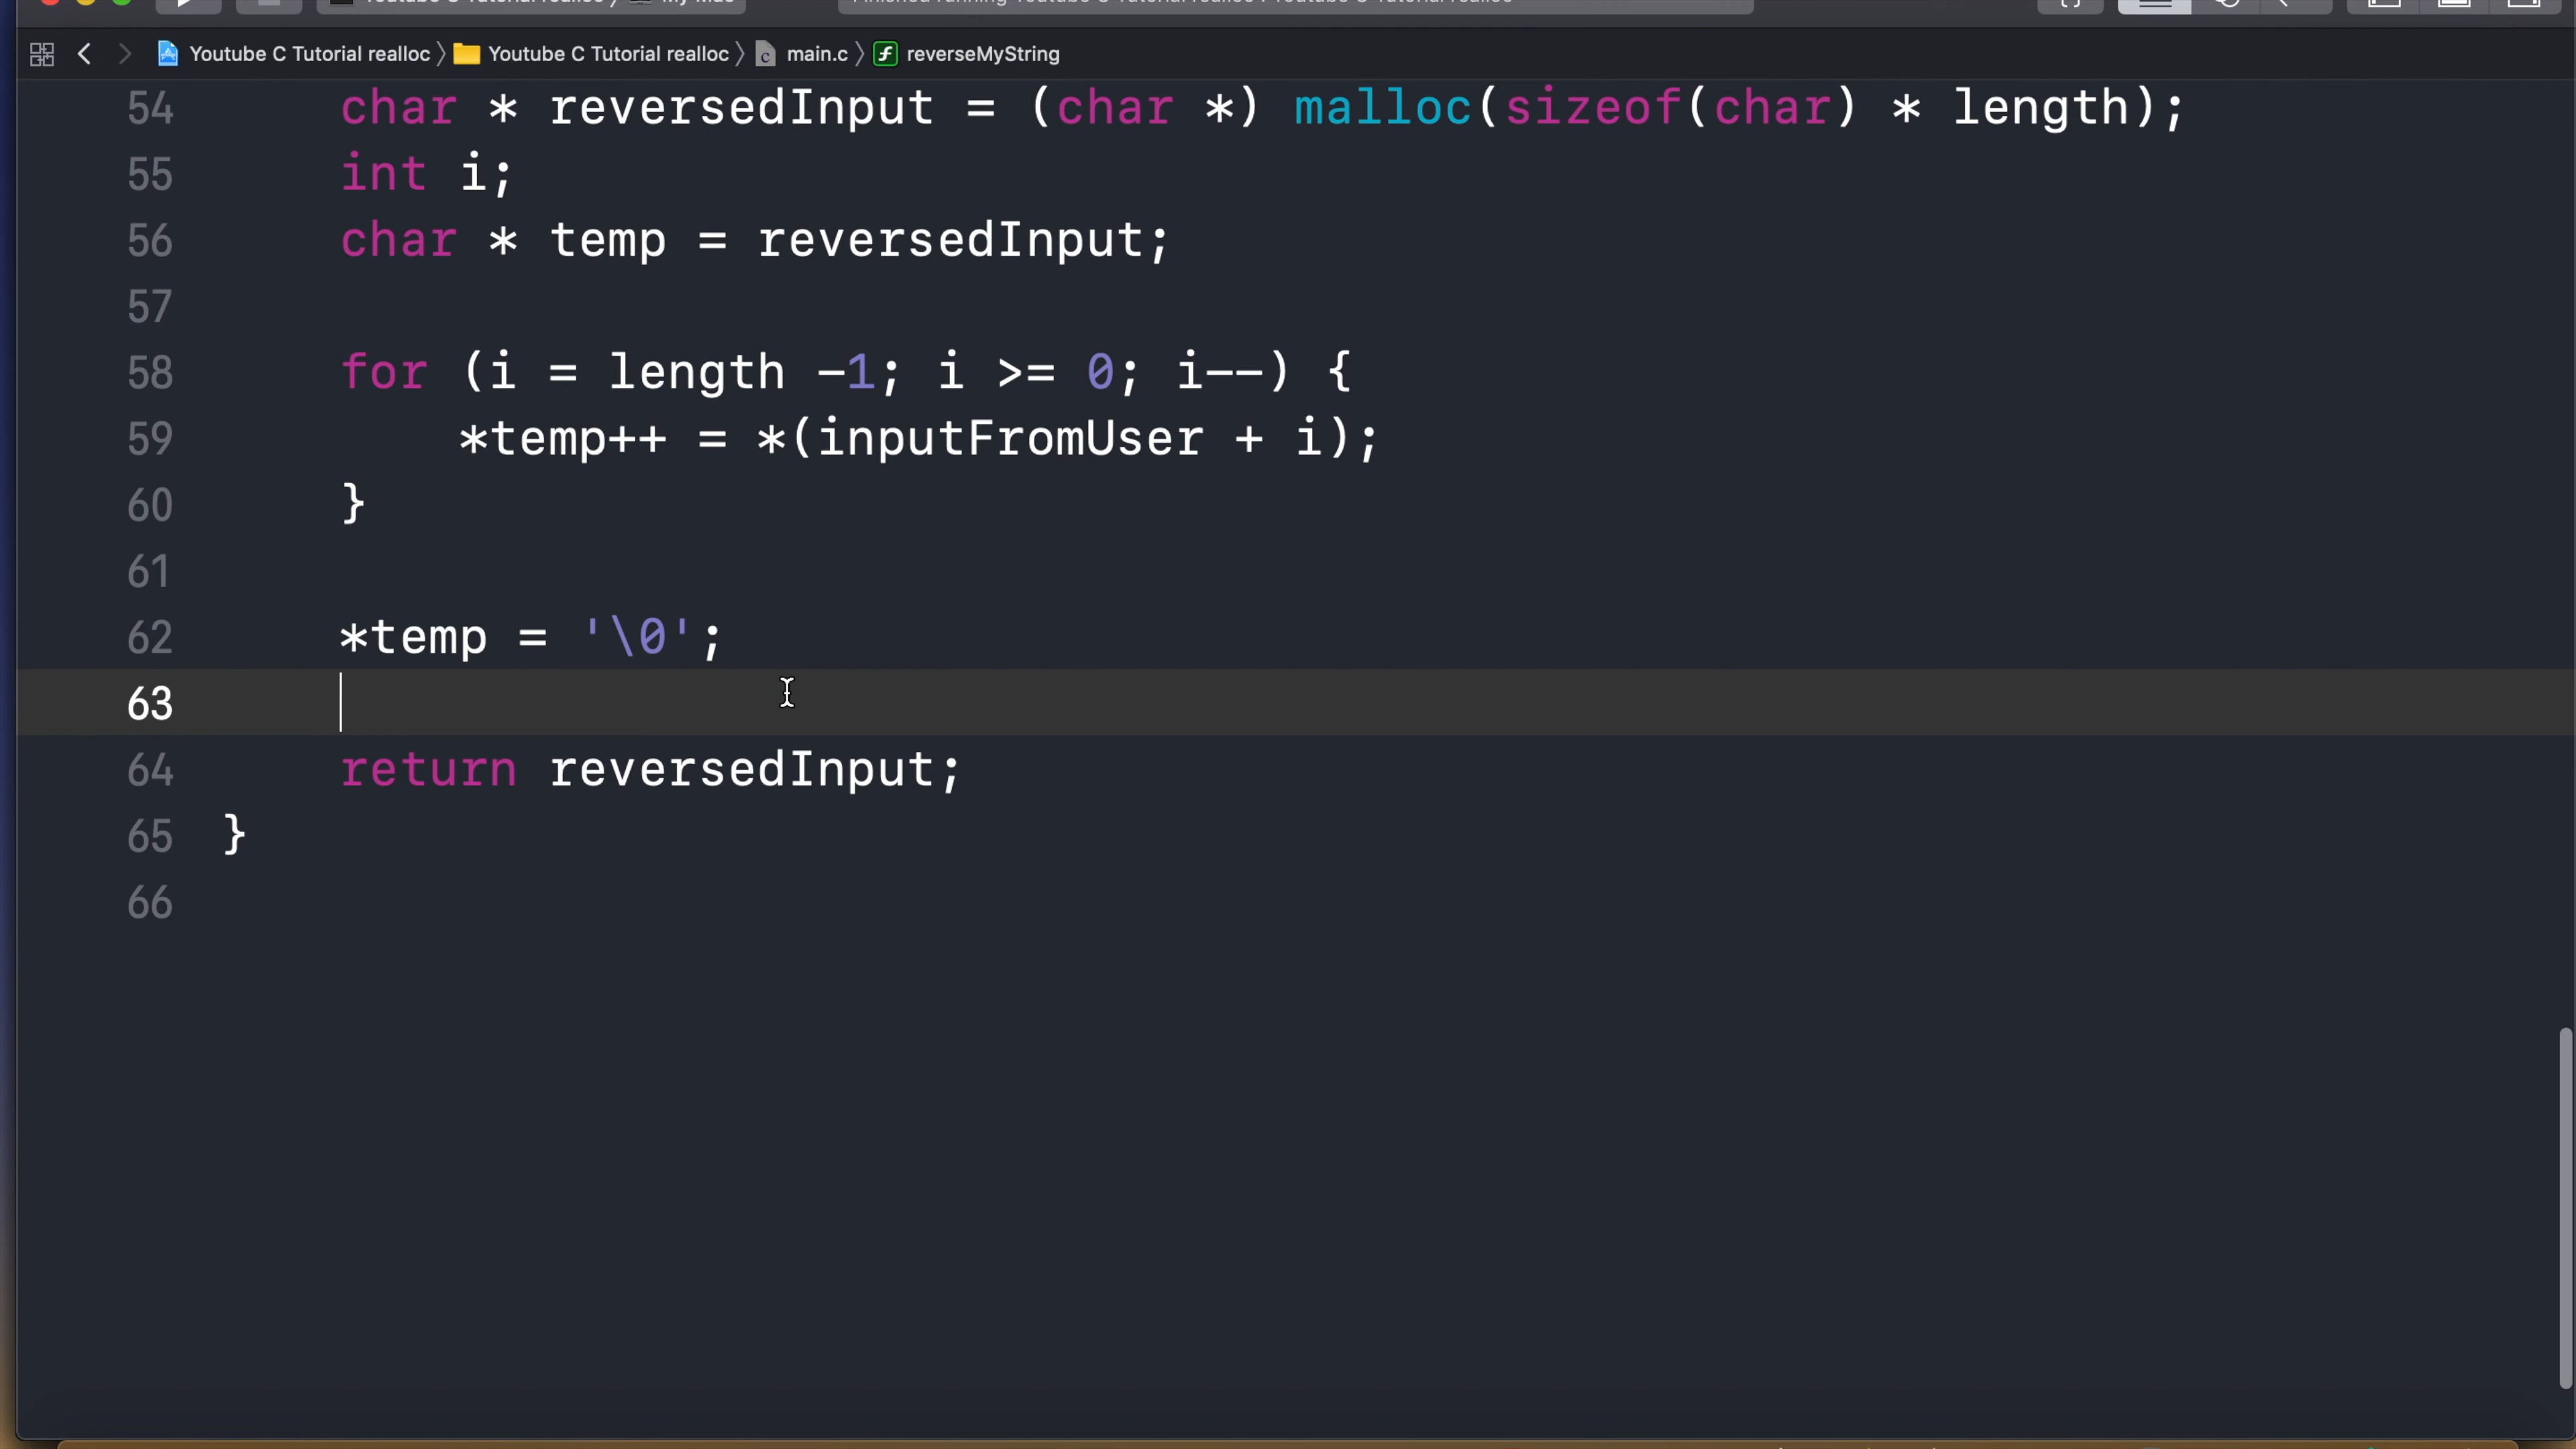 Youtube C Tutorial realloc 〉 Youtube C Tutorial realloc 〉 main.c 〉 reverseMyString
54 char * reversedInput = (char *) malloc(sizeof(char) * length);
55 int i;
56 char * temp = reversedInput;
57
58 for (i = length -1; i >= 0; i--) {
59 *temp++ = *(inputFromUser + i);
60 }
61
62 *temp = '\0';
63
64 return reversedInput;
65 }
66